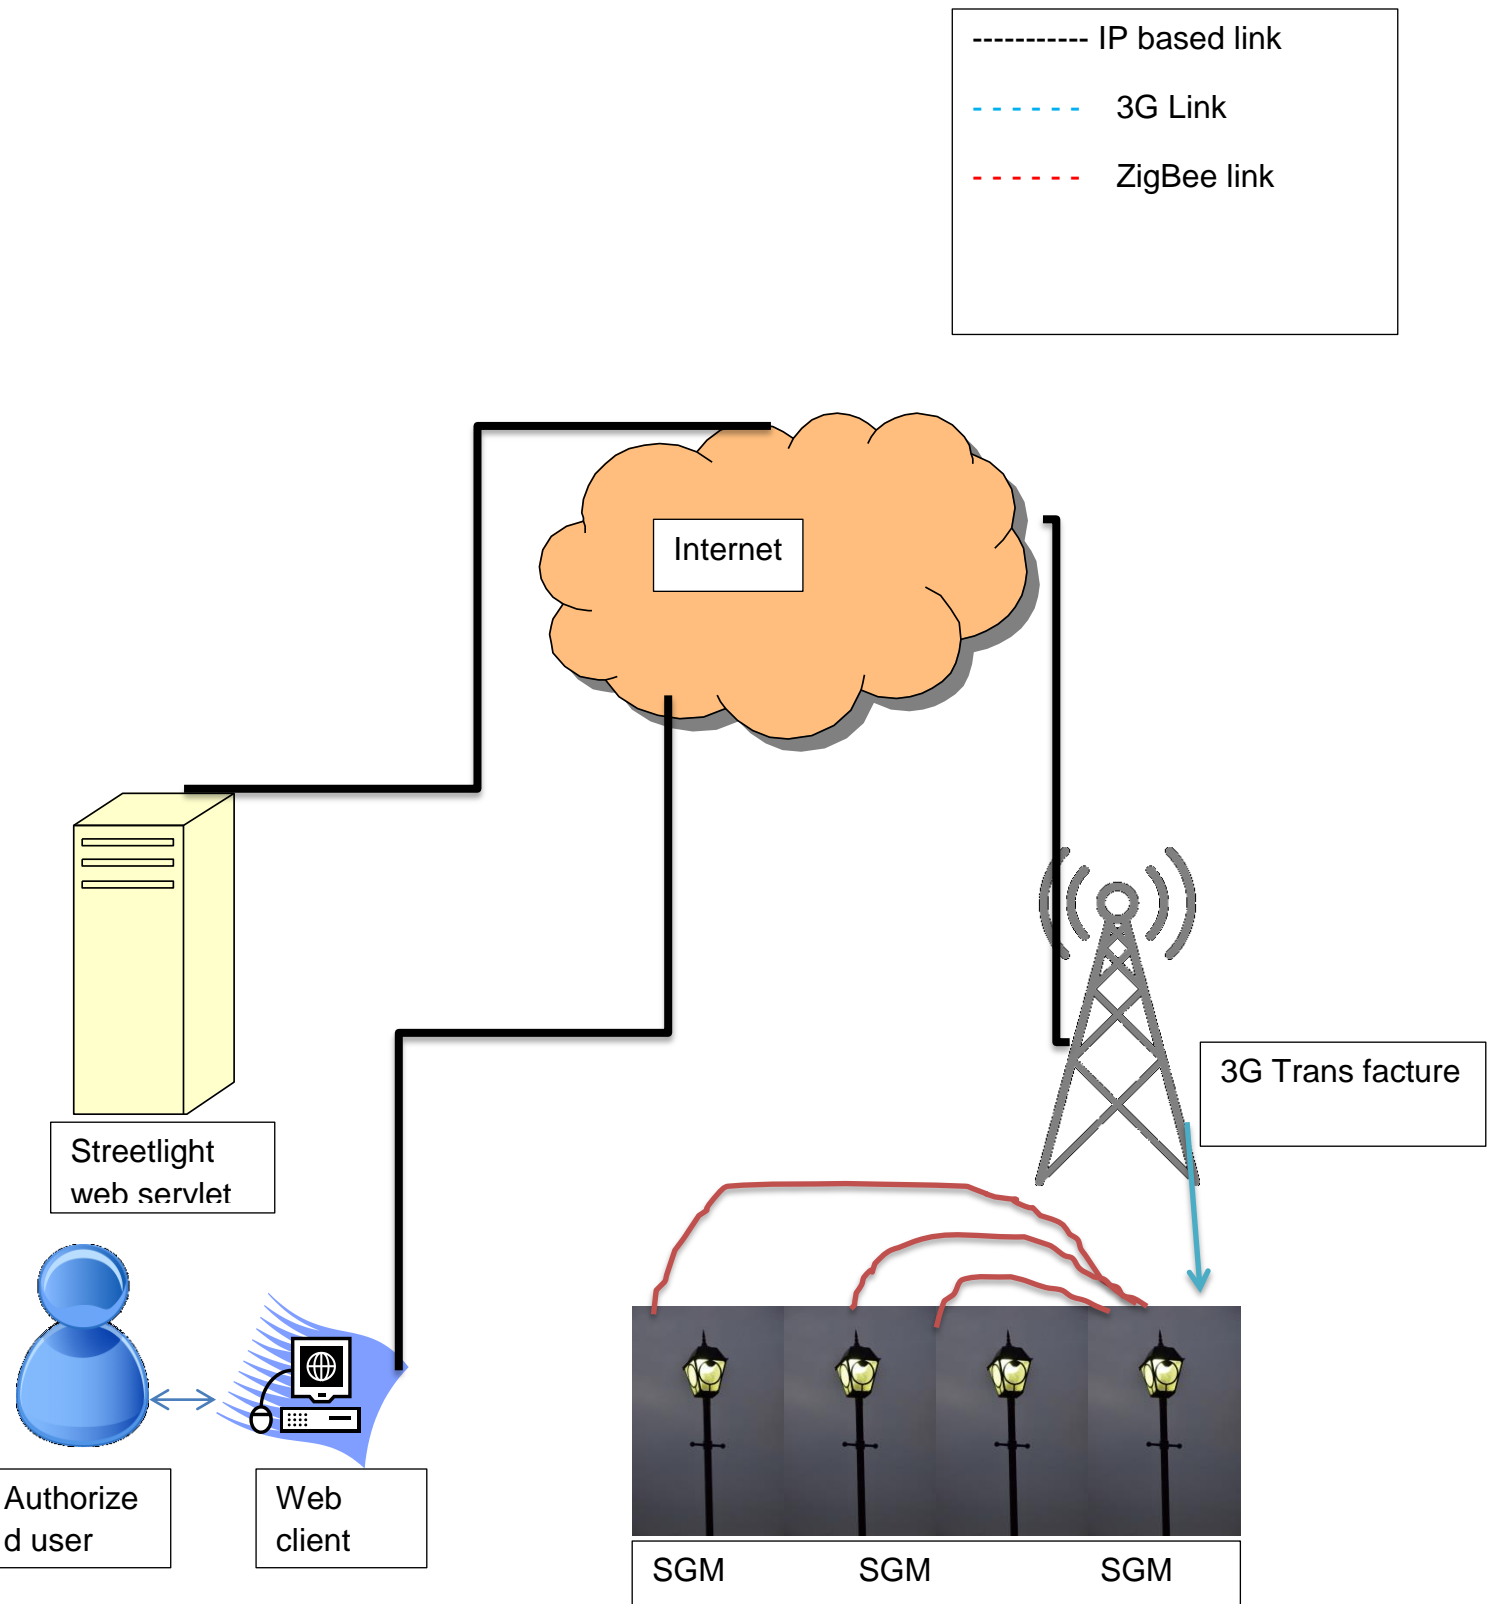 ----------- IP based link
- - - - - - 3G Link
- - - - - - ZigBee link
Internet
3G Trans facture
Streetlight
web servlet
Authorize
d user
Web
client
SGM SGM SGM